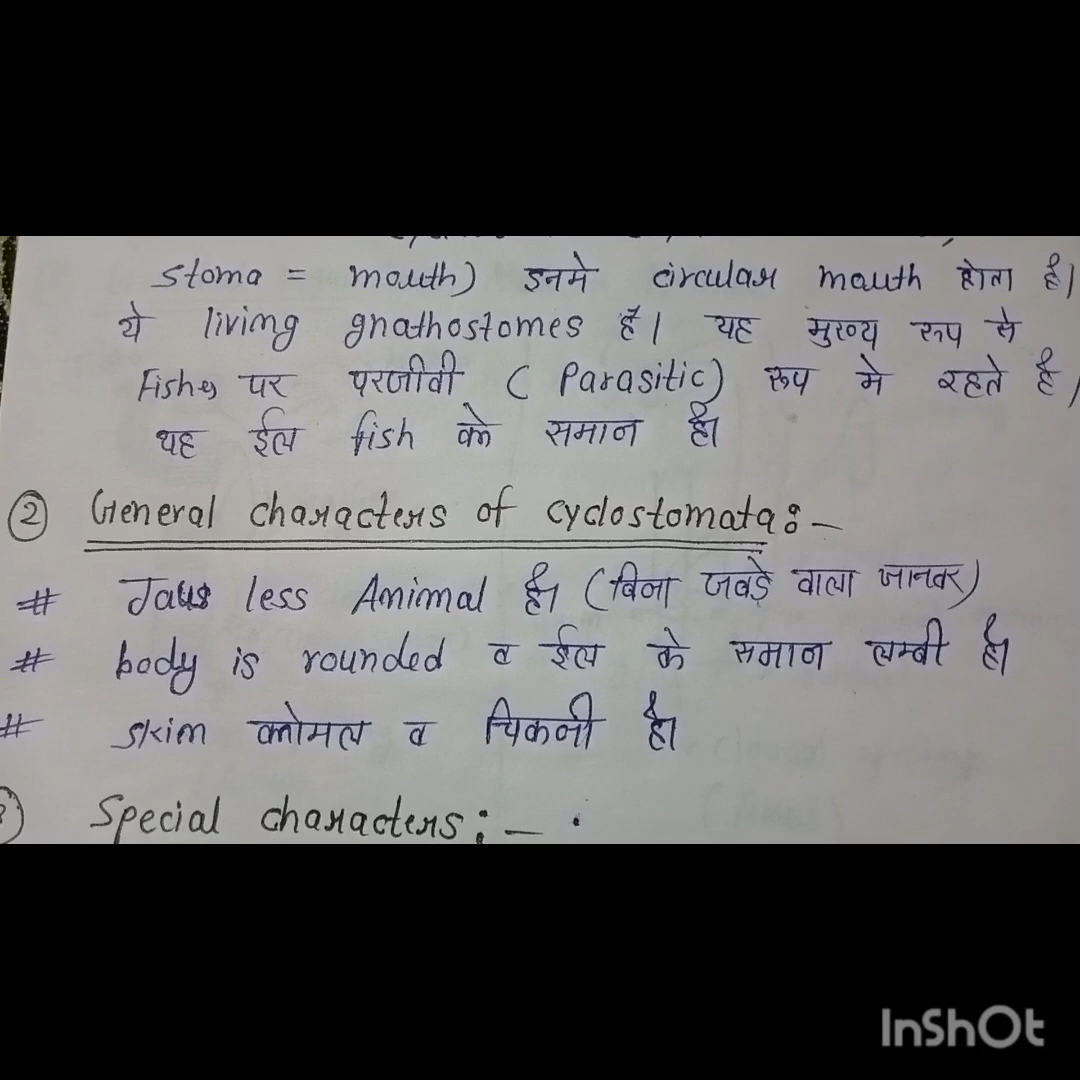 stoma = mouth) इनमे circular mouth होता है।
ये living gnathostomes हैं। यह मुख्य रूप से
Fishes पर परजीवी ( Parasitic) रूप मे रहते है।
यह ईल fish के समान है।
② General characters of cyclostomata:-
# Jaws less Animal है। (बिना जबड़े वाला जानवर)
# body is rounded व ईल के समान लम्बी है।
# skin कोमल व चिकनी है।
Special characters:-
InShOt